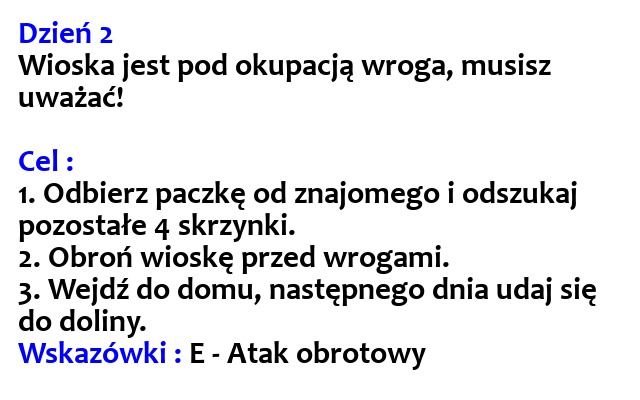 Dzień 2
Wioska jest pod okupacją wroga, musisz
uważać!
Cel :
1. Odbierz paczkę od znajomego i odszukaj
pozostałe 4 skrzynki.
2. Obroń wioskę przed wrogami.
3. Wejdź do domu, następnego dnia udaj się
do doliny.
Wskazówki : E - Atak obrotowy